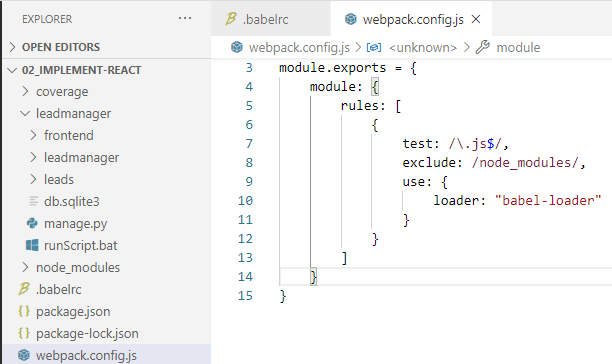 EXPLORER
OPEN EDITORS
02_IMPLEMENT-REACT
coverage
leadmanager
frontend
leadmanager
leads
db.sqlite3
manage.py
runScript.bat
node_modules
.babelrc
package.json
package-lock.json
webpack.config.js
.babelrc
webpack.config.js
webpack.config.js > <unknown> > module
3 module.exports = {
4 module: {
5 rules: [
6 {
7 test: /\.js$/,
8 exclude: /node_modules/,
9 use: {
10 loader: "babel-loader"
11 }
12 }
13 ]
14 }
15 }